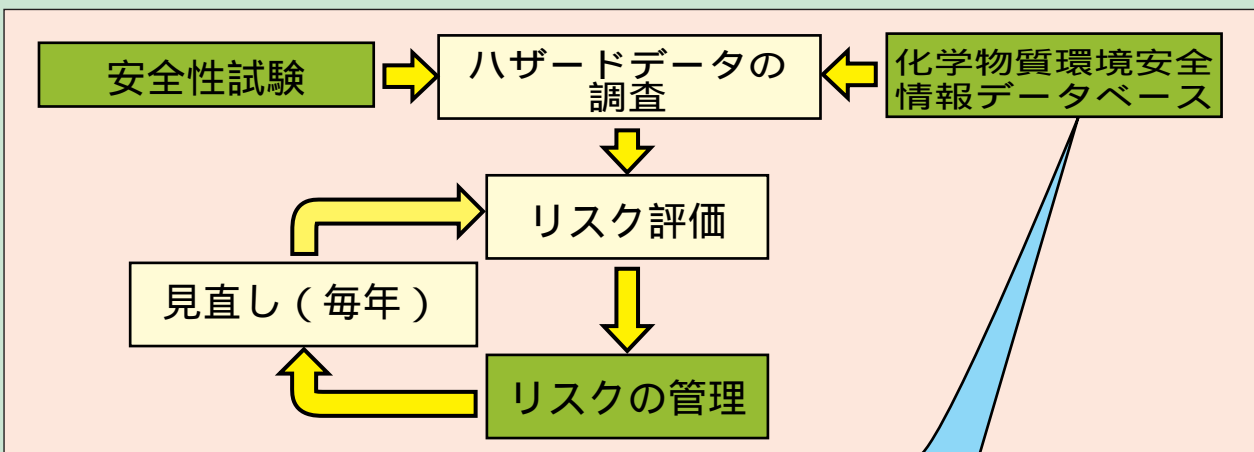 安全性試験
ハザードデータの
調査
化学物質環境安全
情報データベース
リスク評価
見直し(毎年)
リスクの管理